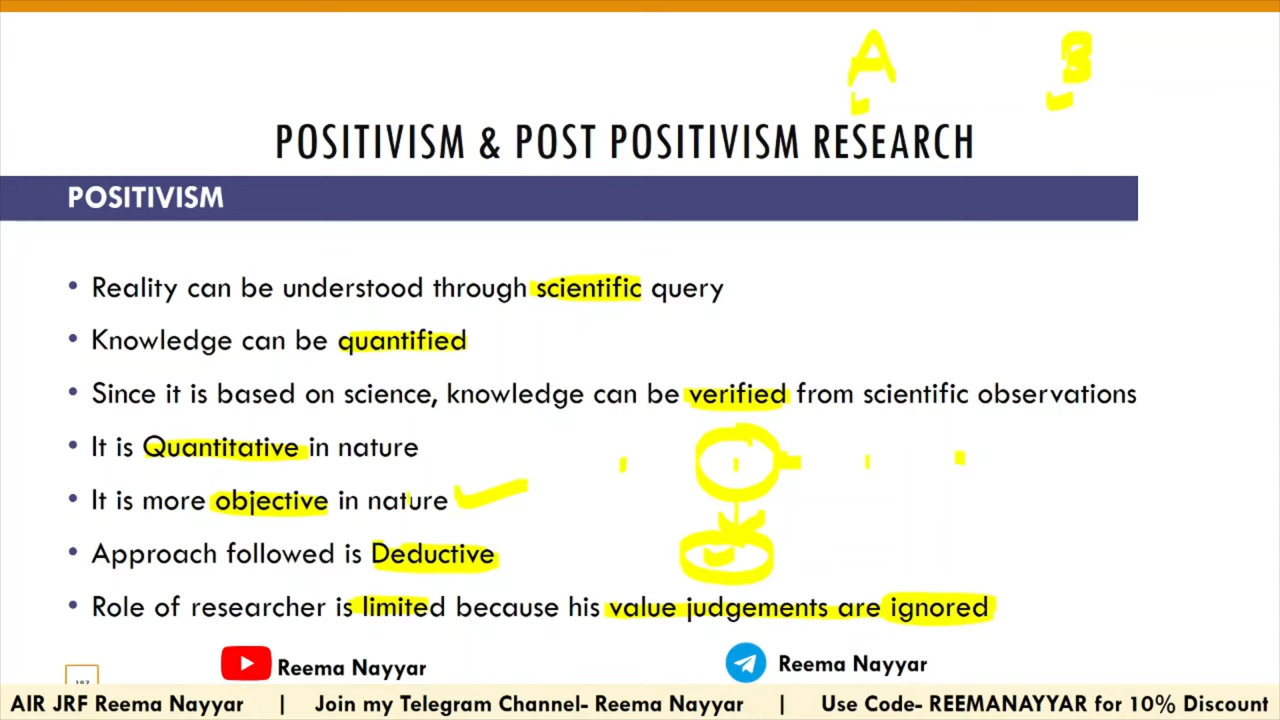 A B
POSITIVISM & POST POSITIVISM RESEARCH
POSITIVISM
• Reality can be understood through scientific query
• Knowledge can be quantified
• Since it is based on science, knowledge can be verified from scientific observations
• It is Quantitative in nature
• It is more objective in nature
• Approach followed is Deductive
• Role of researcher is limited because his value judgements are ignored
Reema Nayyar Reema Nayyar
AIR JRF Reema Nayyar | Join my Telegram Channel- Reema Nayyar | Use Code- REEMANAYYAR for 10% Discount